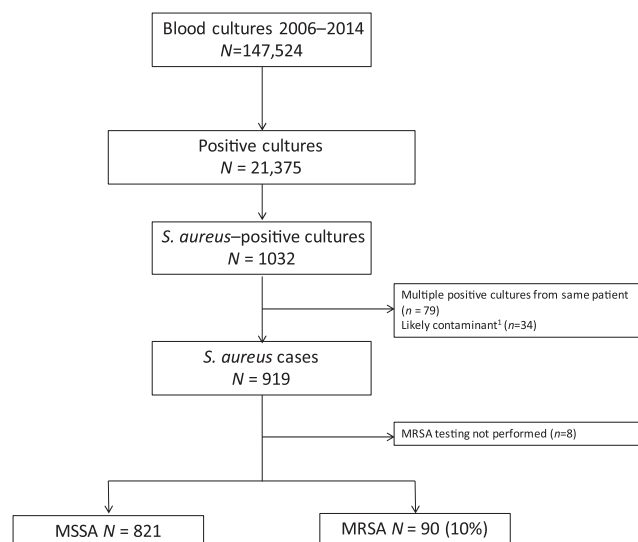 Blood cultures 2006–2014
N=147,524
Positive cultures
N = 21,375
S. aureus–positive cultures
N = 1032
Multiple positive cultures from same patient
(n = 79)
Likely contaminant¹ (n=34)
S. aureus cases
N = 919
MRSA testing not performed (n=8)
MSSA N = 821
MRSA N = 90 (10%)